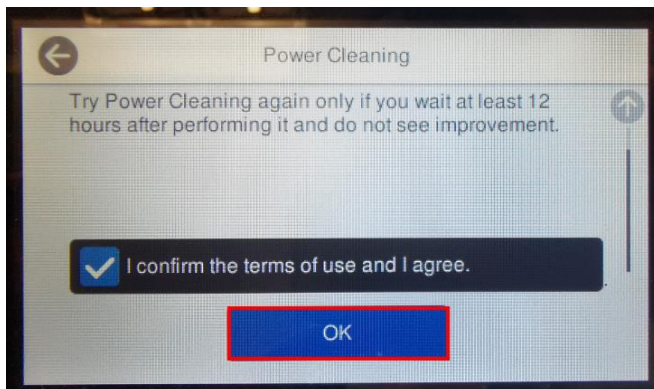 Power Cleaning
Try Power Cleaning again only if you wait at least 12
hours after performing it and do not see improvement.
I confirm the terms of use and I agree.
OK